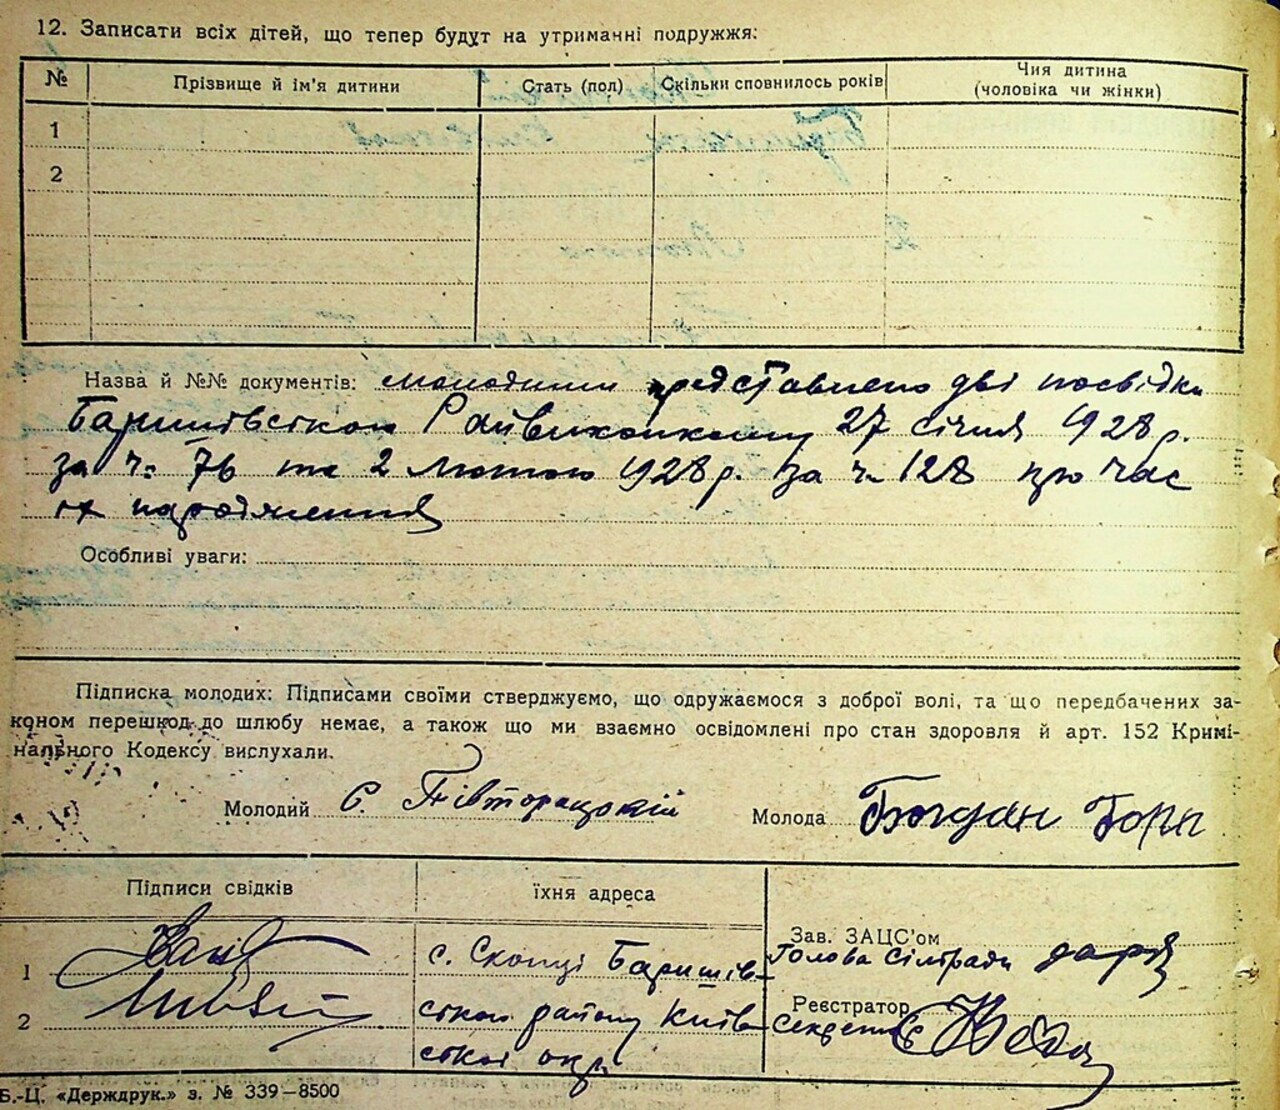 12. Записати всіх дітей, що тепер будут на утриманні подружжя:
№ Прізвище й ім'я дитини Стать (пол) Скільки сповнилось років Чия дитина (чоловіка чи жінки)
1
2
Назва й №№ документів: молодими представлено дві посвідки
Баришівського Райвиконкому 27 січня 1928 р.
за ч. 76 та 2 лютого 1928 р. за ч. 128 про час
їх народження
Особливі уваги:
Підписка молодих: Підписами своїми стверджуємо, що одружаємося з доброї волі, та що передбачених за-
коном перешкод до шлюбу немає, а також що ми взаємно освідомлені про стан здоровля й арт. 152 Кримі-
нального Кодексу вислухали.
Молодий Є. Півторацокій Молода Богдан
Підписи свідків їхня адреса
Зав. ЗАЦС'ом
1 с. Скопці Баришів- Голова Сілтради
Реєстратор
2 ського району Київ- секретар
ської окр.
Б.-Ц. «Держдрук.» з. № 339—8500